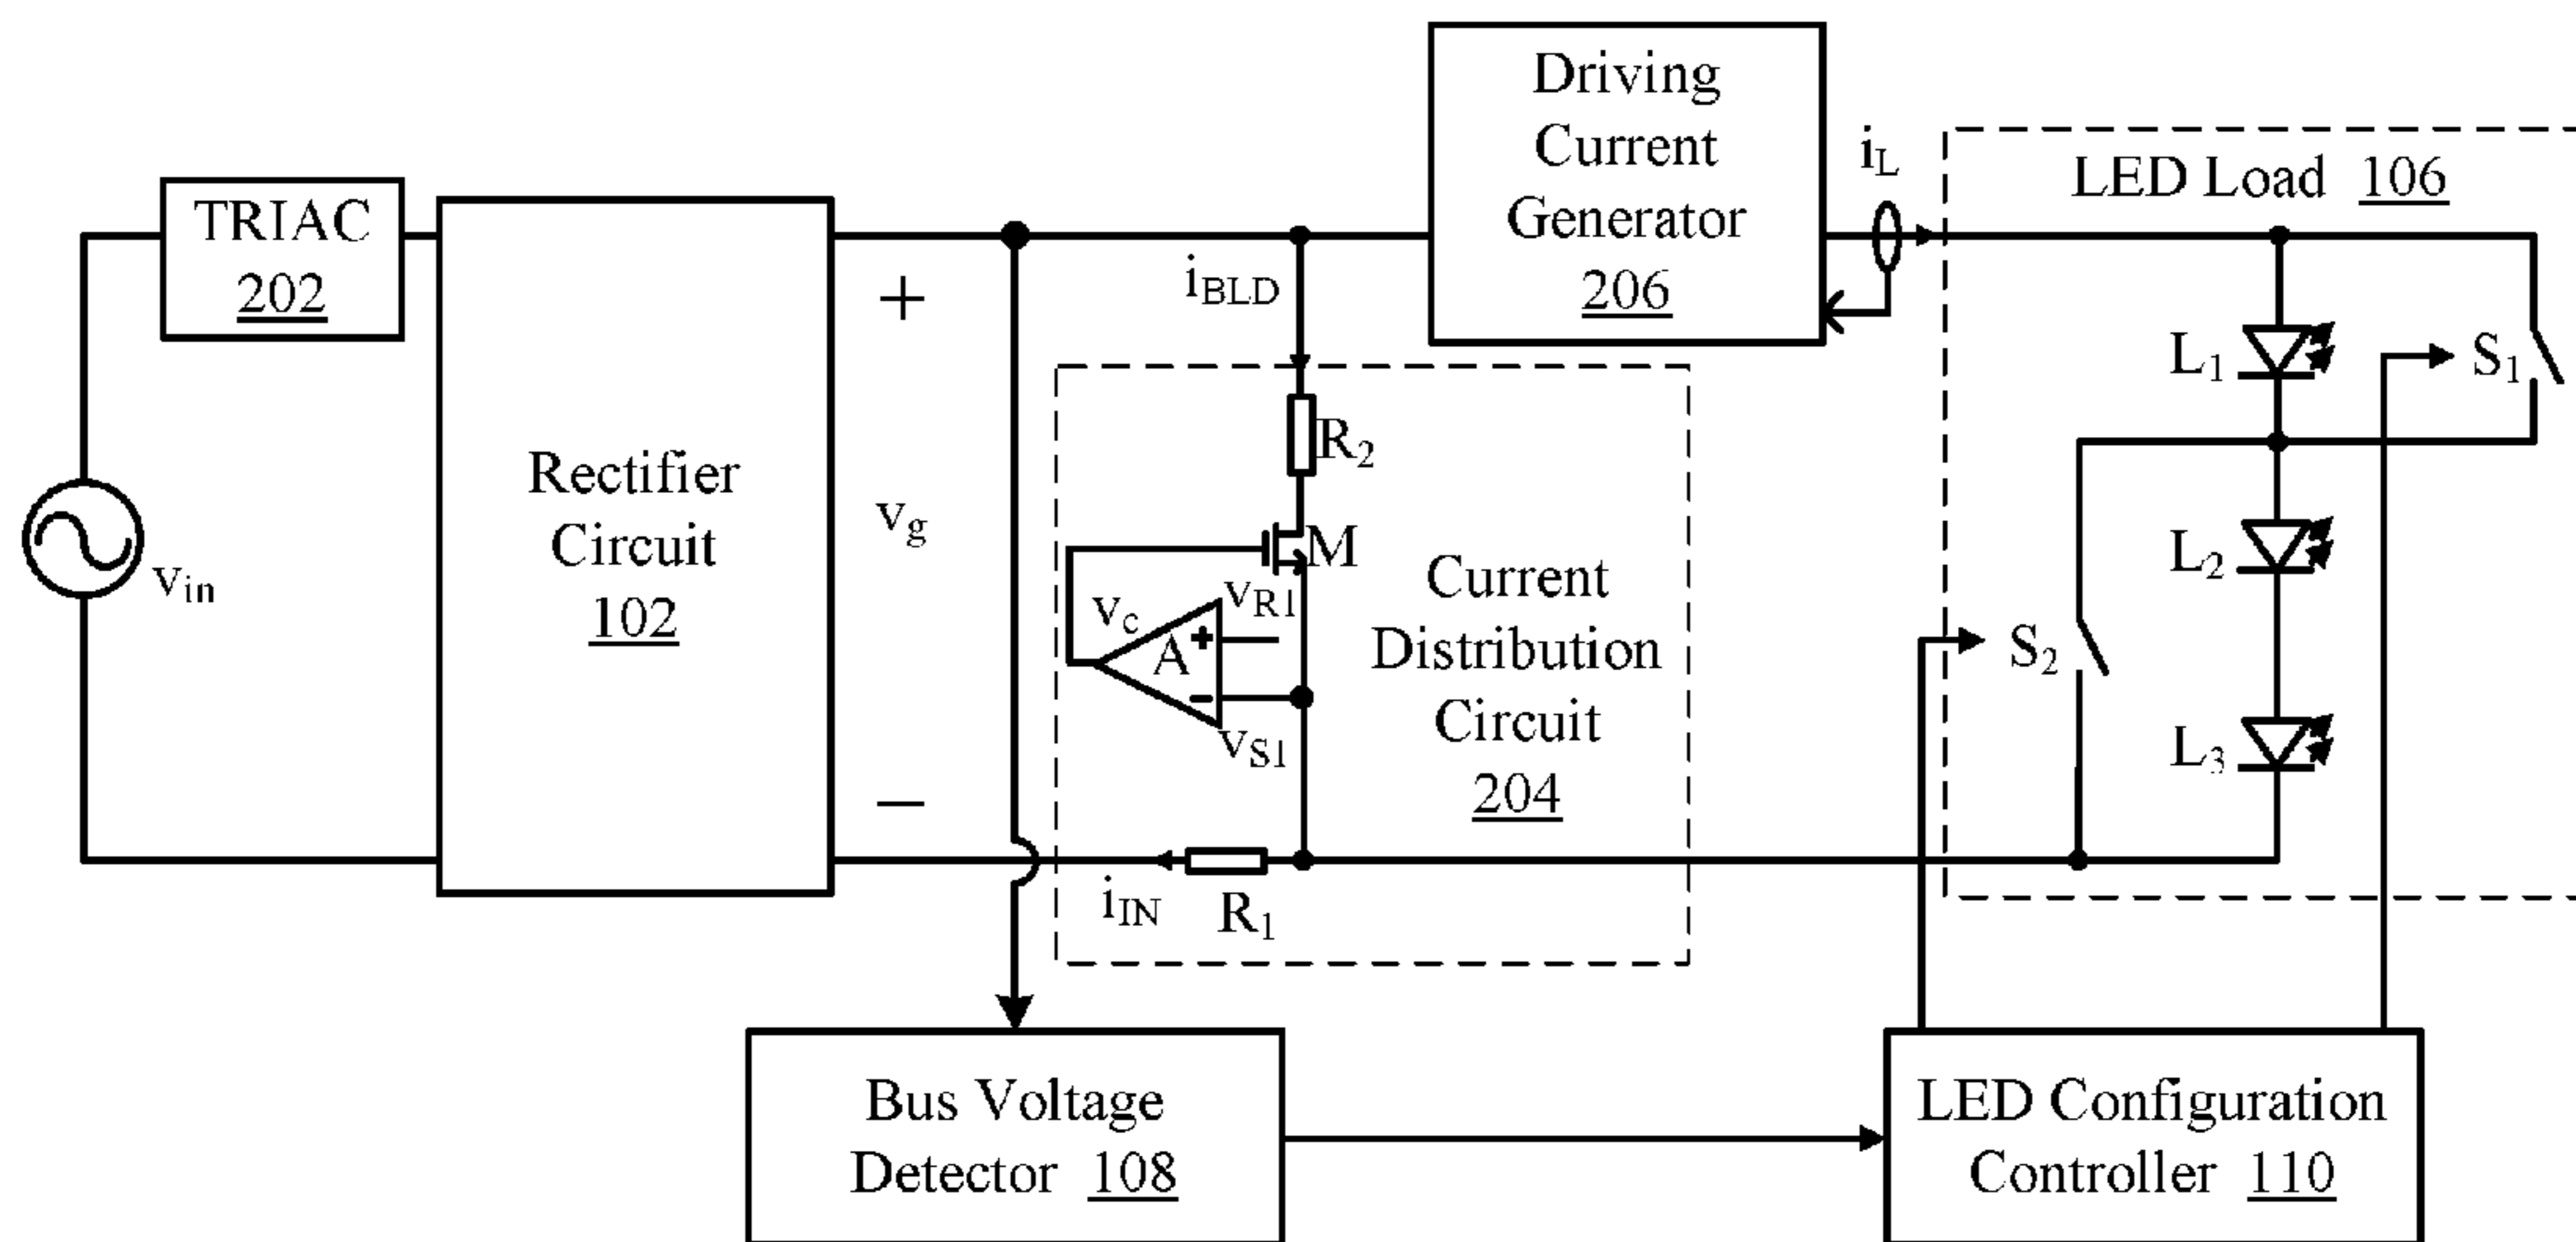 Driving
Current
Generator
206
i_L
LED Load 106
TRIAC
202
i_BLD
+
L_1
S_1
R_2
Rectifier
Circuit
102
v_g
M
v_in
v_R1
v_c
A
+
-
v_S1
Current
Distribution
Circuit
204
L_2
S_2
L_3
−
i_IN
R_1
Bus Voltage
Detector 108
LED Configuration
Controller 110